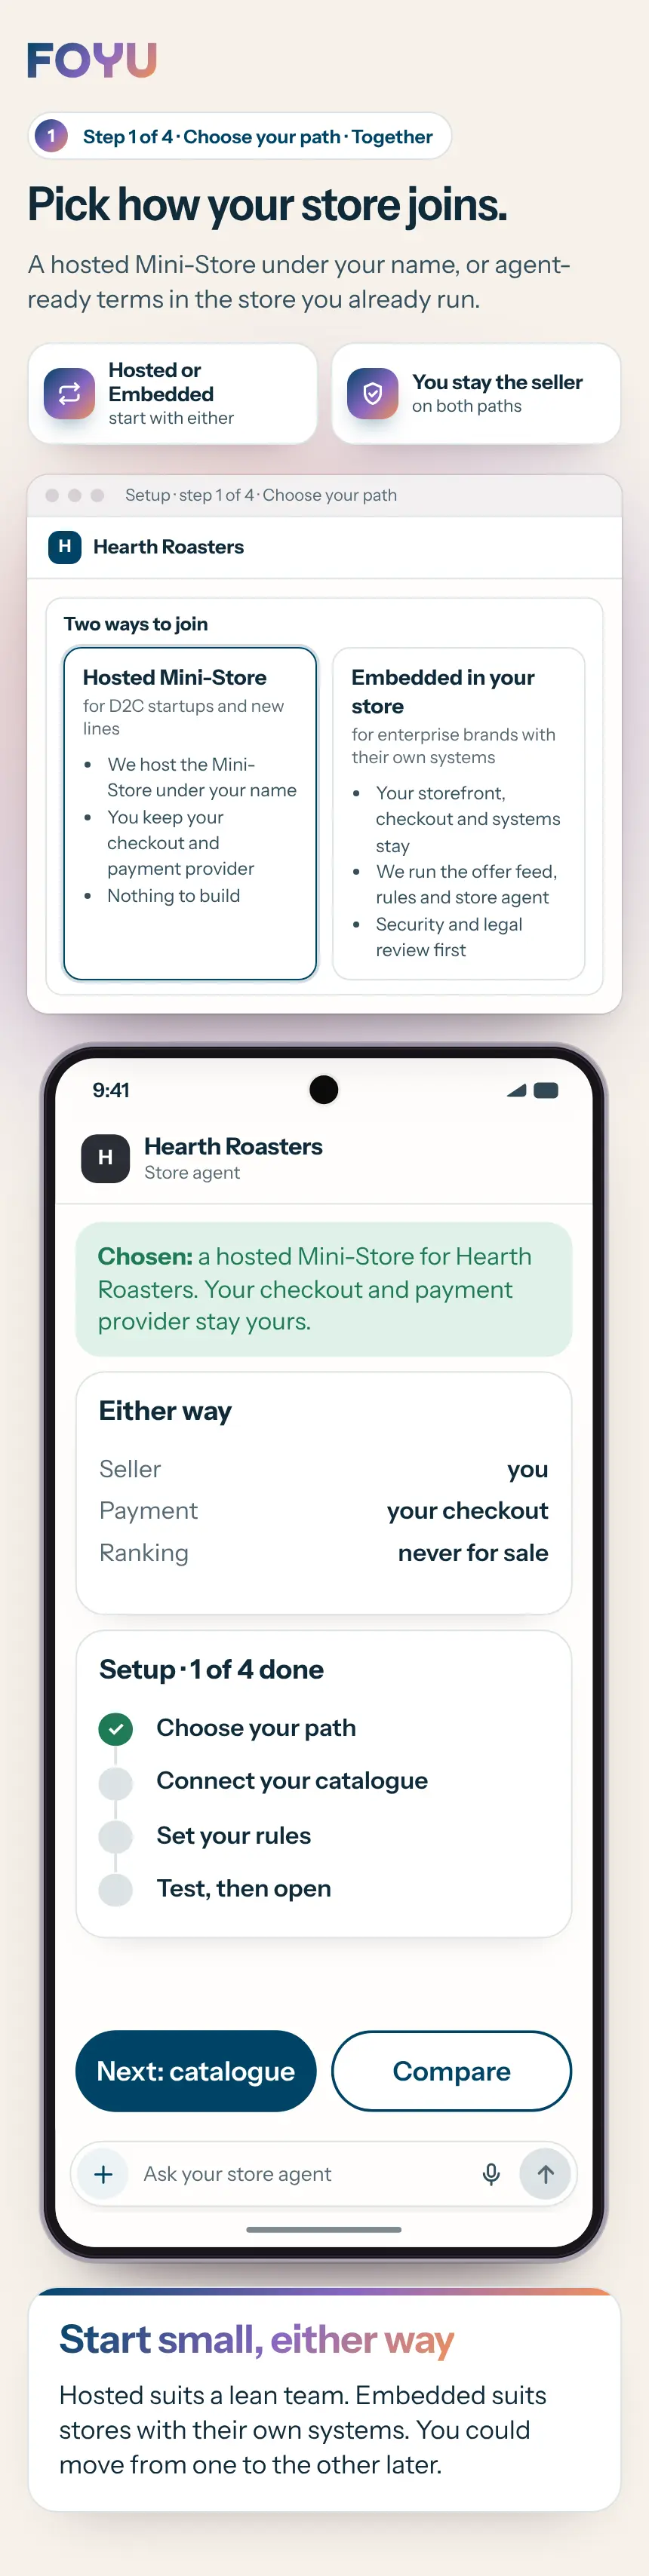 FOYU
1 Step 1 of 4 · Choose your path · Together
Pick how your store joins.
A hosted Mini-Store under your name, or agent-
ready terms in the store you already run.
Hosted or
Embedded
start with either
You stay the seller
on both paths
Setup · step 1 of 4 · Choose your path
H Hearth Roasters
Two ways to join
Hosted Mini-Store
for D2C startups and new
lines
• We host the Mini-
Store under your name
• You keep your
checkout and
payment provider
• Nothing to build
Embedded in your
store
for enterprise brands with
their own systems
• Your storefront,
checkout and systems
stay
• We run the offer feed,
rules and store agent
• Security and legal
review first
9:41
H Hearth Roasters
Store agent
Chosen: a hosted Mini-Store for Hearth
Roasters. Your checkout and payment
provider stay yours.
Either way
Seller you
Payment your checkout
Ranking never for sale
Setup · 1 of 4 done
Choose your path
Connect your catalogue
Set your rules
Test, then open
Next: catalogue
Compare
Ask your store agent
Start small, either way
Hosted suits a lean team. Embedded suits
stores with their own systems. You could
move from one to the other later.